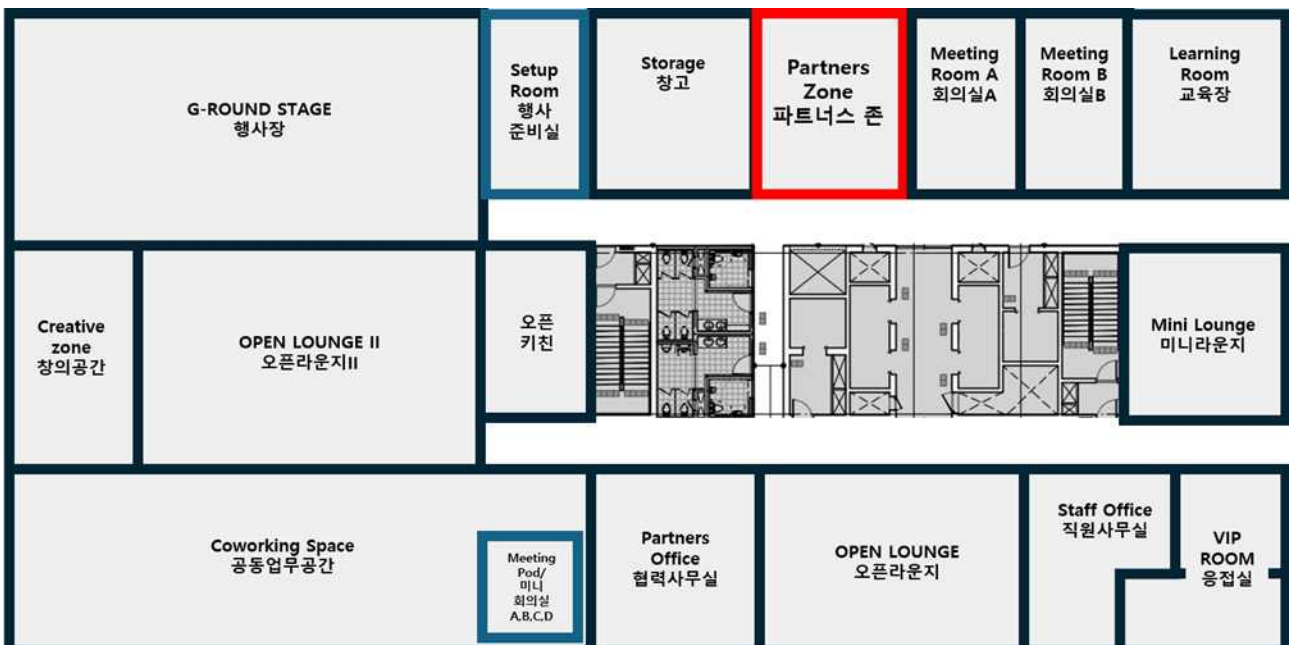 G-ROUND STAGE
행사장
Setup
Room
행사
준비실
Storage
창고
Partners
Zone
파트너스 존
Meeting
Room A
회의실A
Meeting
Room B
회의실B
Learning
Room
교육장
Creative
zone
창의공간
OPEN LOUNGE II
오픈라운지II
오픈
키친
Mini Lounge
미니라운지
Coworking Space
공동업무공간
Meeting
Pod/
미니
회의실
A,B,C,D
Partners
Office
협력사무실
OPEN LOUNGE
오픈라운지
Staff Office
직원사무실
VIP
ROOM
응접실